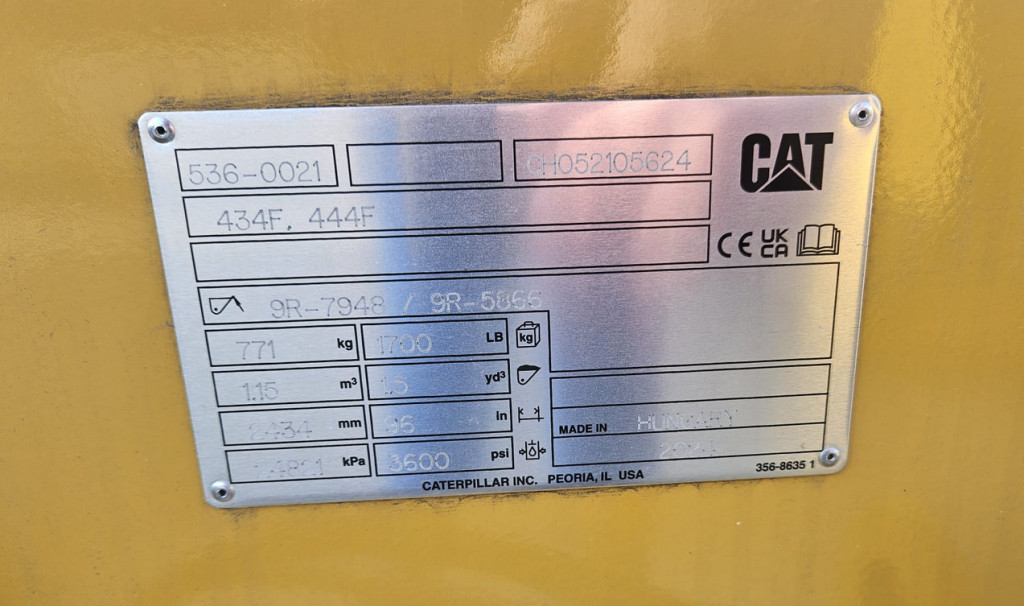 536-0021 CH052105624
CAT
434F, 444F
CE UK CA
9R-7948 / 9R-5866
771 kg 1700 LB kg
1.15 m³ 1.5 yd³
2434 mm 96 in
MADE IN HUNGARY
kPa 3600 psi
356-8635 1
CATERPILLAR INC. PEORIA, IL USA